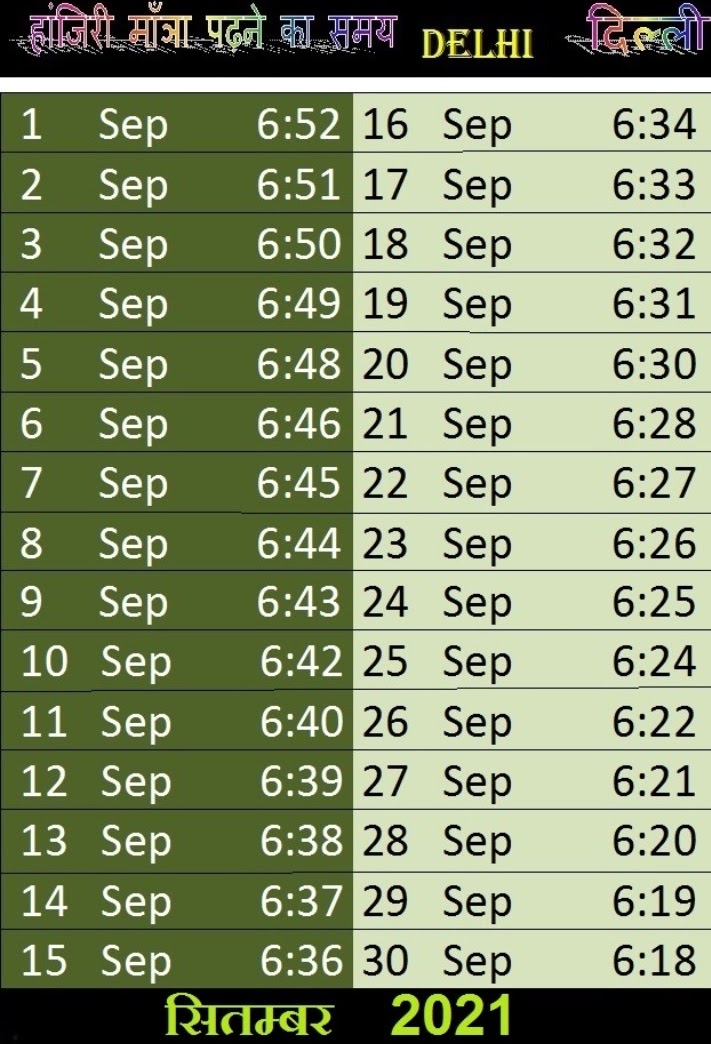 हांजिरी माँत्रा पढ़ने का समय DELHI दिल्ली
1 Sep 6:52 16 Sep 6:34
2 Sep 6:51 17 Sep 6:33
3 Sep 6:50 18 Sep 6:32
4 Sep 6:49 19 Sep 6:31
5 Sep 6:48 20 Sep 6:30
6 Sep 6:46 21 Sep 6:28
7 Sep 6:45 22 Sep 6:27
8 Sep 6:44 23 Sep 6:26
9 Sep 6:43 24 Sep 6:25
10 Sep 6:42 25 Sep 6:24
11 Sep 6:40 26 Sep 6:22
12 Sep 6:39 27 Sep 6:21
13 Sep 6:38 28 Sep 6:20
14 Sep 6:37 29 Sep 6:19
15 Sep 6:36 30 Sep 6:18
सितम्बर 2021